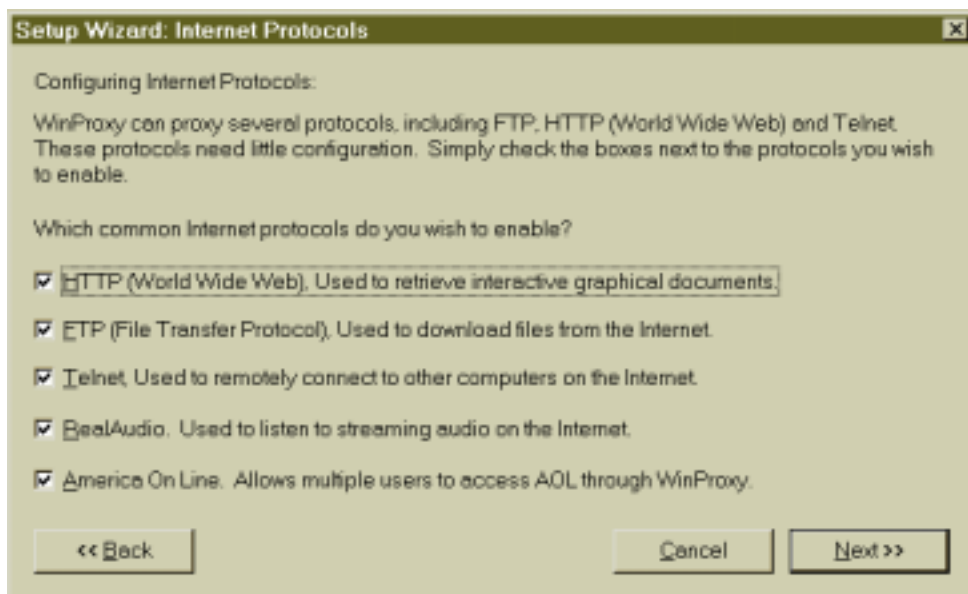 Setup Wizard: Internet Protocols
Configuring Internet Protocols:
WinProxy can proxy several protocols, including FTP, HTTP (World Wide Web) and Telnet.
These protocols need little configuration. Simply check the boxes next to the protocols you wish
to enable.
Which common Internet protocols do you wish to enable?
HTTP (World Wide Web), Used to retrieve interactive graphical documents.
FTP (File Transfer Protocol), Used to download files from the Internet.
Telnet, Used to remotely connect to other computers on the Internet.
RealAudio. Used to listen to streaming audio on the Internet.
America On Line. Allows multiple users to access AOL through WinProxy.
<< Back
Cancel
Next >>